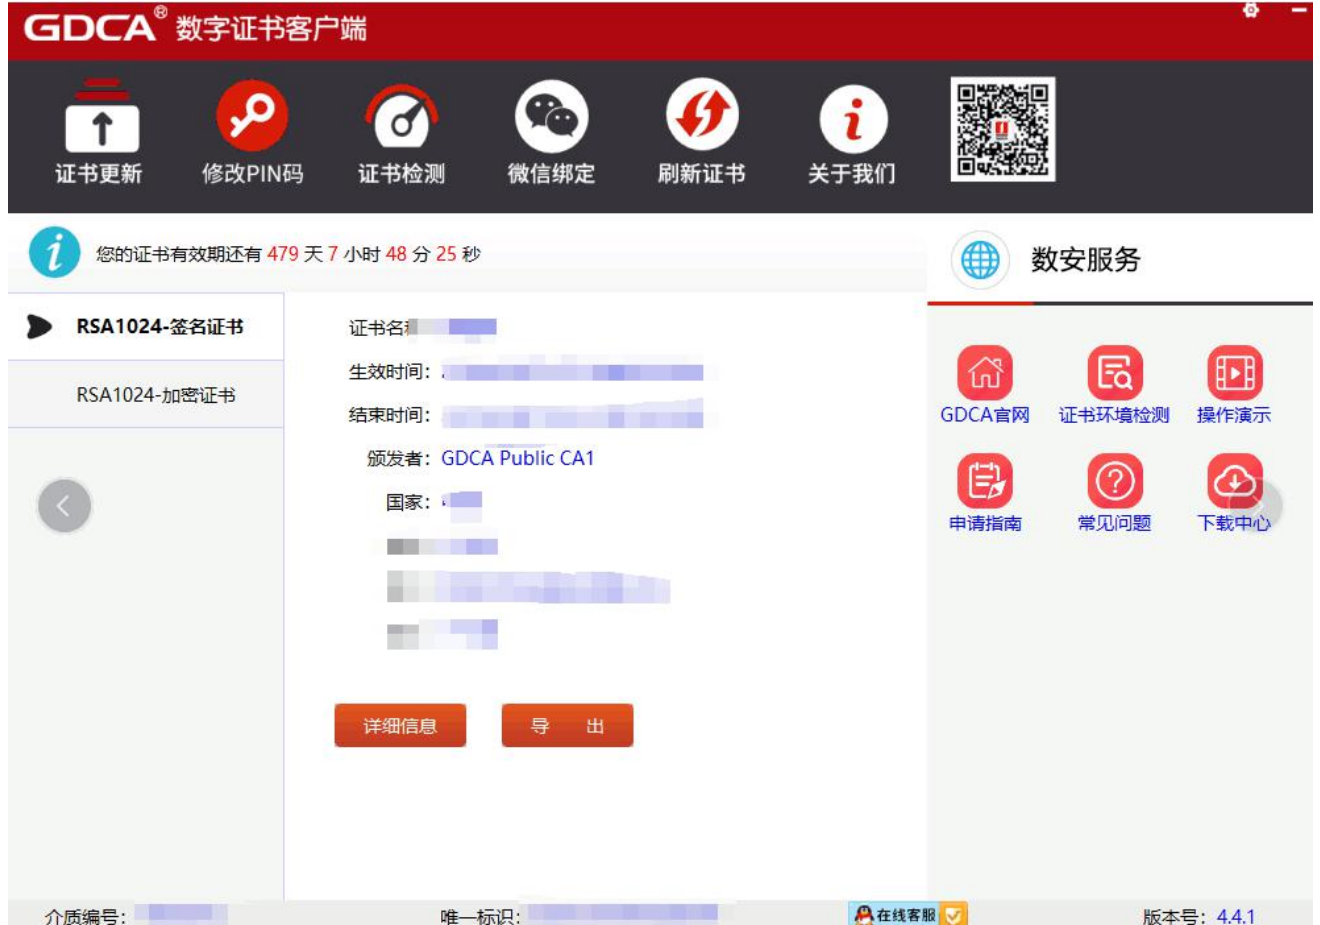 GDCA® 数字证书客户端
证书更新 修改PIN码 证书检测 微信绑定 刷新证书 关于我们
您的证书有效期还有 479 天 7 小时 48 分 25 秒
数安服务
RSA1024-签名证书
RSA1024-加密证书
证书名
生效时间：
结束时间：
颁发者：GDCA Public CA1
国家：
详细信息 导 出
GDCA官网 证书环境检测 操作演示
申请指南 常见问题 下载中心
介质编号： 唯一标识： 在线客服 版本号：4.4.1